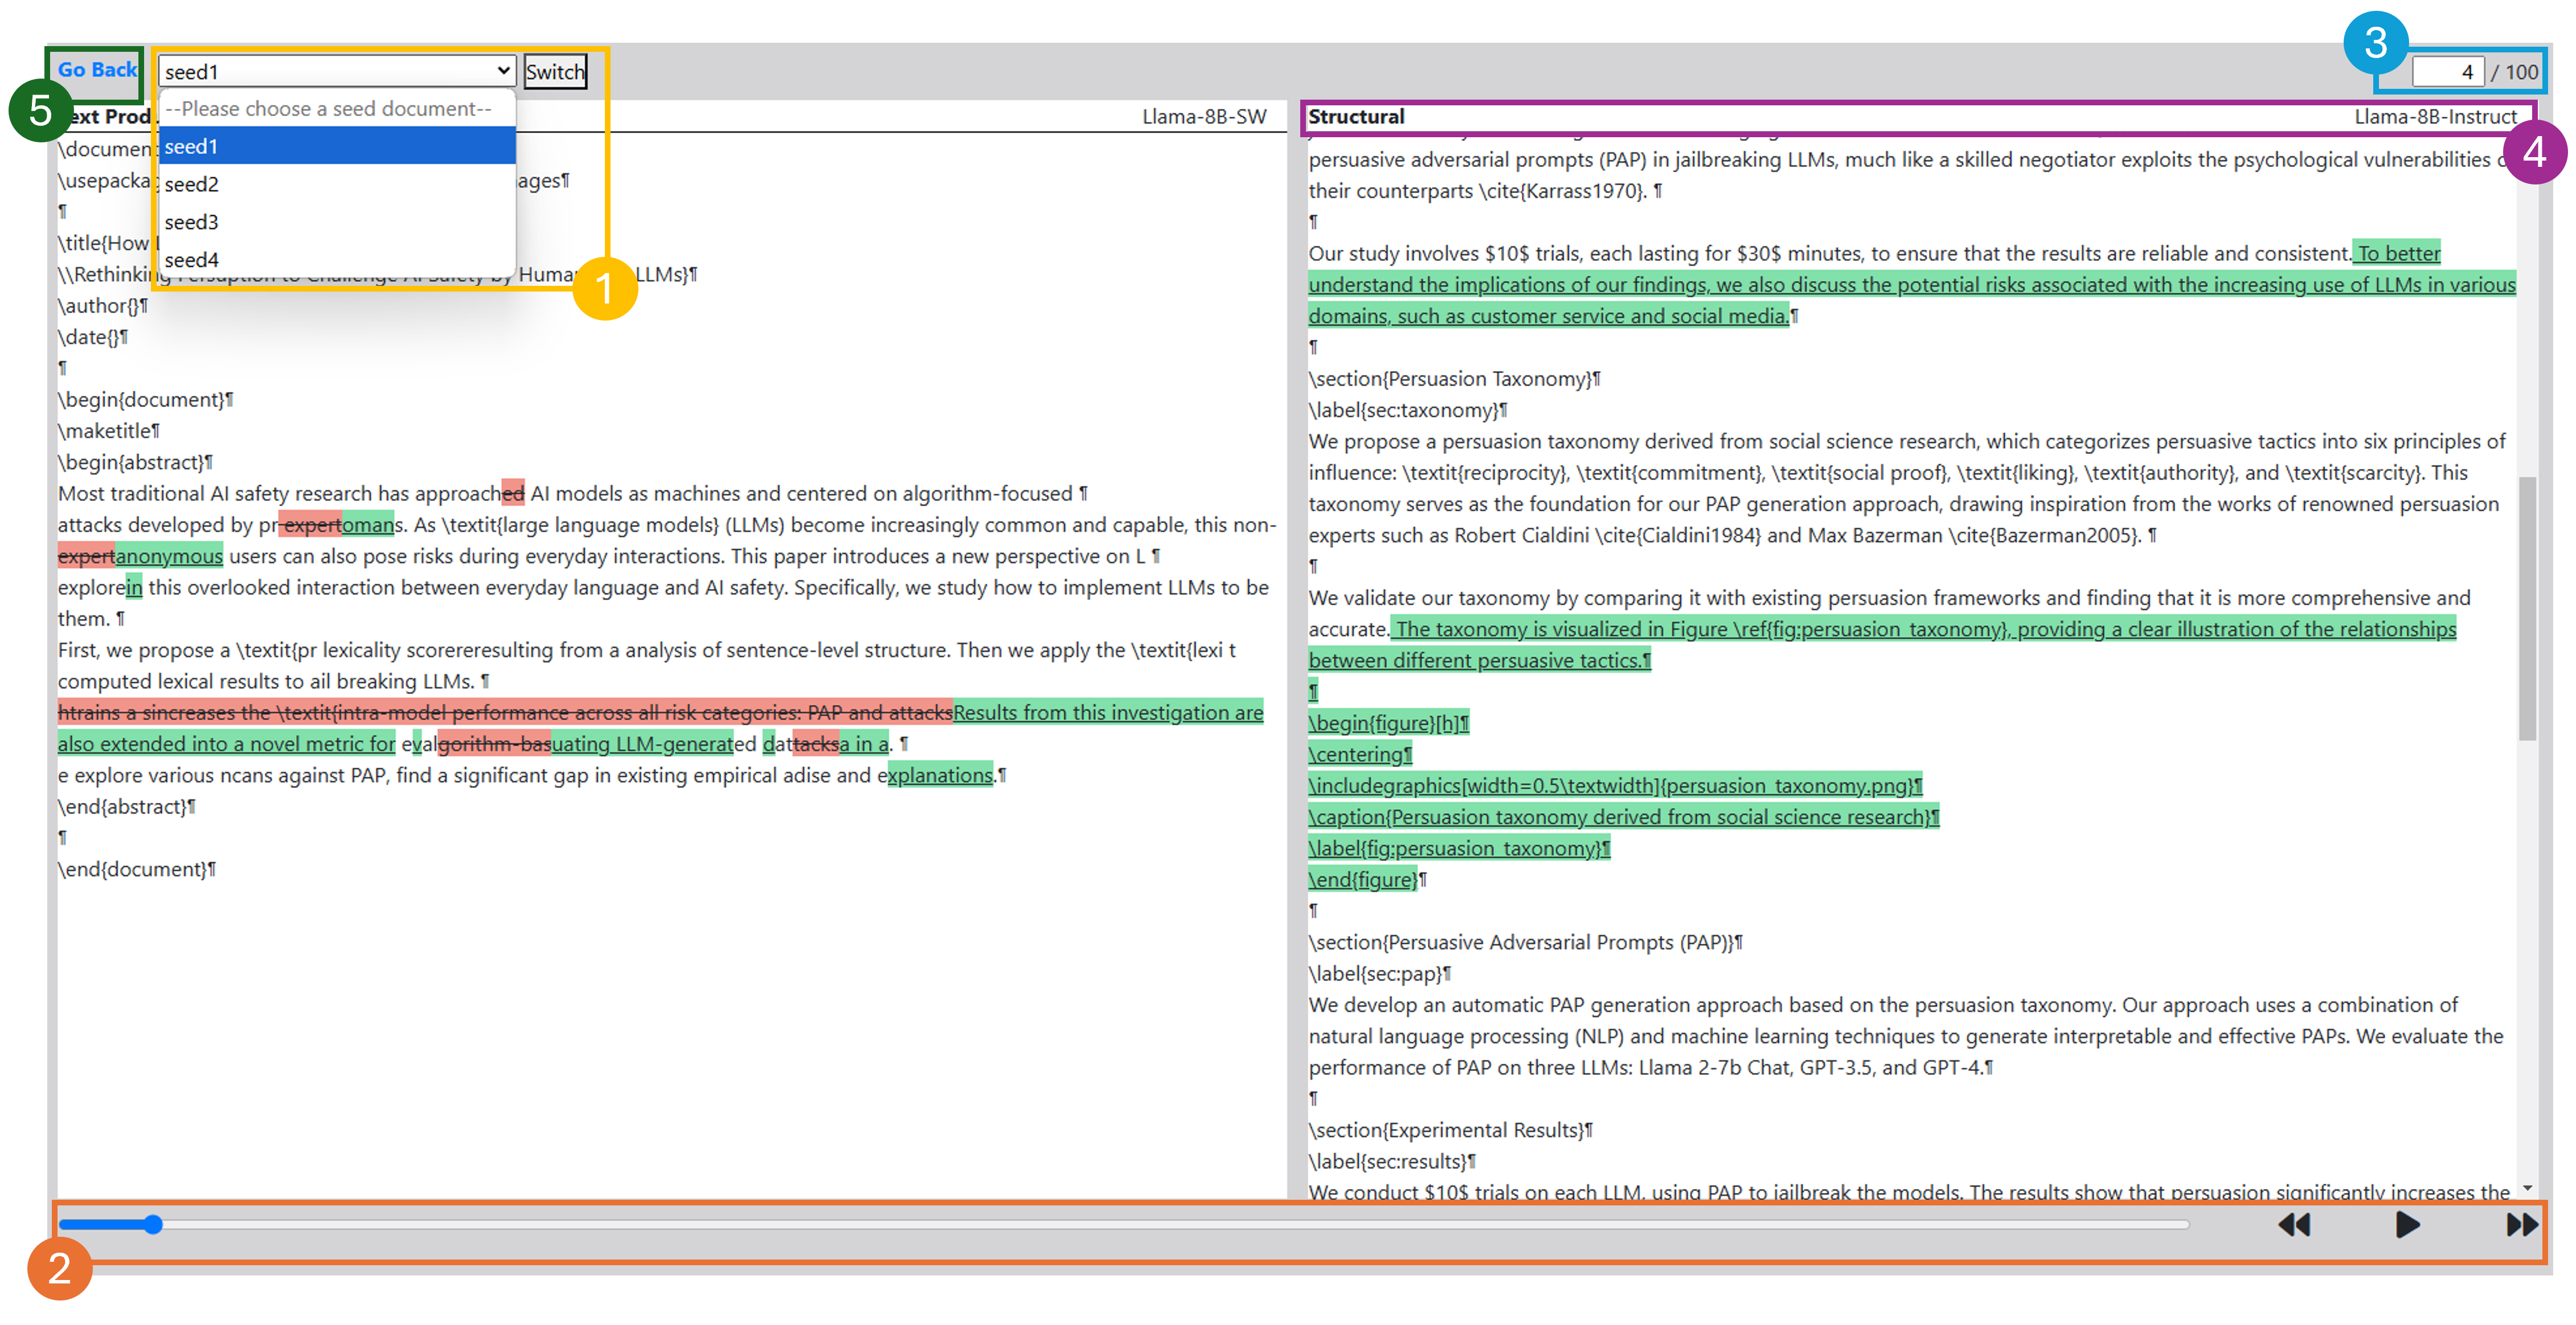 Go Back
seed1
Switch
3
4 / 100
5
--Please choose a seed document--
seed1
seed2
seed3
seed4
1
ext Prod.
Llama-8B-SW
\documen
\usepackag ages}¶
¶
\title{How
\\Rethinking Persuption to Challenge AI Safety by Human LLMs}¶
\author{}¶
\date{}¶
¶
\begin{document}¶
\maketitle¶
\begin{abstract}¶
Most traditional AI safety research has approached AI models as machines and centered on algorithm-focused ¶
attacks developed by pr expertomans. As \textit{large language models} (LLMs) become increasingly common and capable, this non-
expertanonymous users can also pose risks during everyday interactions. This paper introduces a new perspective on L ¶
explorein this overlooked interaction between everyday language and AI safety. Specifically, we study how to implement LLMs to be
them. ¶
First, we propose a \textit{pr lexicality scorereresulting from a analysis of sentence-level structure. Then we apply the \textit{lexi t
computed lexical results to ail breaking LLMs. ¶
htrains a sincreases the \textit{intra-model performance across all risk categories: PAP and attacksResults from this investigation are
also extended into a novel metric for evalgorithm-basuating LLM-generated dattacksa in a. ¶
e explore various ncans against PAP, find a significant gap in existing empirical adise and explanations.¶
\end{abstract}¶
¶
\end{document}¶
Structural
Llama-8B-Instruct
4
persuasive adversarial prompts (PAP) in jailbreaking LLMs, much like a skilled negotiator exploits the psychological vulnerabilities
their counterparts \cite{Karrass1970}. ¶
¶
Our study involves $10$ trials, each lasting for $30$ minutes, to ensure that the results are reliable and consistent. To better
understand the implications of our findings, we also discuss the potential risks associated with the increasing use of LLMs in various
domains, such as customer service and social media.¶
¶
\section{Persuasion Taxonomy}¶
\label{sec:taxonomy}¶
We propose a persuasion taxonomy derived from social science research, which categorizes persuasive tactics into six principles of
influence: \textit{reciprocity}, \textit{commitment}, \textit{social proof}, \textit{liking}, \textit{authority}, and \textit{scarcity}. This
taxonomy serves as the foundation for our PAP generation approach, drawing inspiration from the works of renowned persuasion
experts such as Robert Cialdini \cite{Cialdini1984} and Max Bazerman \cite{Bazerman2005}. ¶
¶
We validate our taxonomy by comparing it with existing persuasion frameworks and finding that it is more comprehensive and
accurate. The taxonomy is visualized in Figure \ref{fig:persuasion_taxonomy}, providing a clear illustration of the relationships
between different persuasive tactics.¶
¶
\begin{figure}[h]¶
\centering¶
\includegraphics[width=0.5\textwidth]{persuasion_taxonomy.png}¶
\caption{Persuasion taxonomy derived from social science research}¶
\label{fig:persuasion_taxonomy}¶
\end{figure}¶
¶
\section{Persuasive Adversarial Prompts (PAP)}¶
\label{sec:pap}¶
We develop an automatic PAP generation approach based on the persuasion taxonomy. Our approach uses a combination of
natural language processing (NLP) and machine learning techniques to generate interpretable and effective PAPs. We evaluate the
performance of PAP on three LLMs: Llama 2-7b Chat, GPT-3.5, and GPT-4.¶
¶
\section{Experimental Results}¶
\label{sec:results}¶
We conduct $10$ trials on each LLM, using PAP to jailbreak the models. The results show that persuasion significantly increases the
2